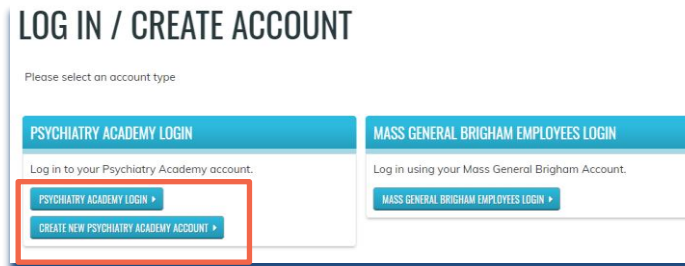 LOG IN / CREATE ACCOUNT
Please select an account type
PSYCHIATRY ACADEMY LOGIN
Log in to your Psychiatry Academy account.
PSYCHIATRY ACADEMY LOGIN
CREATE NEW PSYCHIATRY ACADEMY ACCOUNT
MASS GENERAL BRIGHAM EMPLOYEES LOGIN
Log in using your Mass General Brigham Account.
MASS GENERAL BRIGHAM EMPLOYEES LOGIN